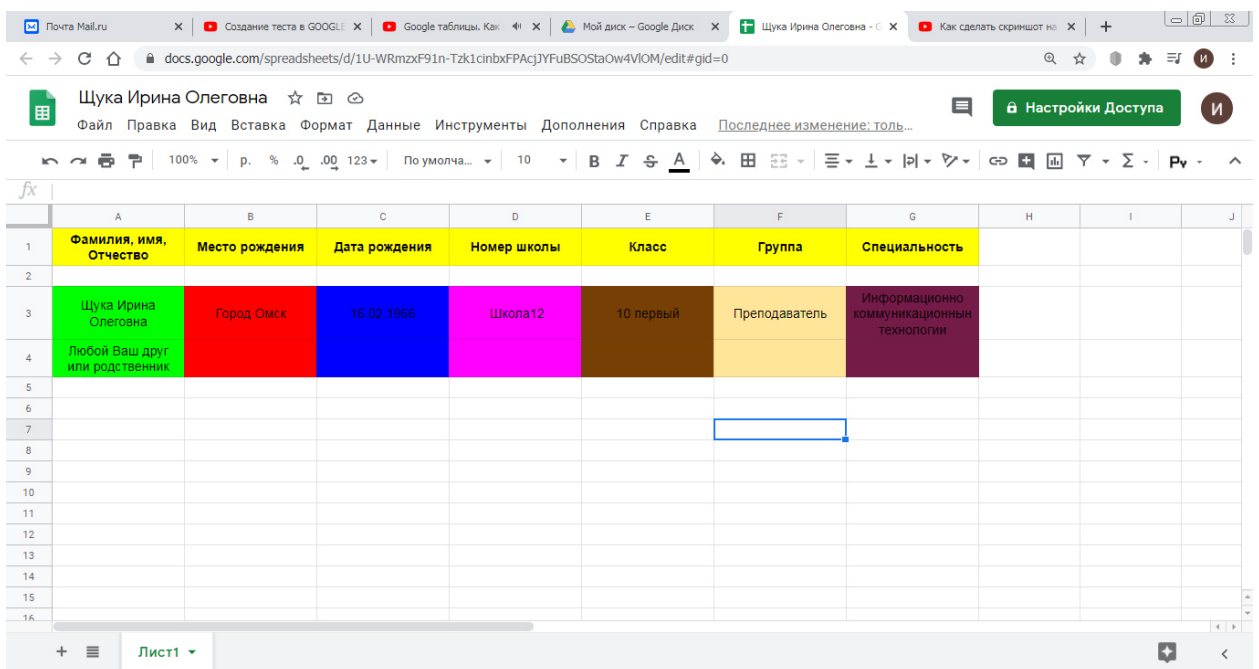 Почта Mail.ru
Создание теста в GOOGLE
Google таблицы. Как
Мой диск – Google Диск
Щука Ирина Олеговна - G
Как сделать скриншот на
docs.google.com/spreadsheets/d/1U-WRmzxF91n-Tzk1cinbxFPAcjJYFuBSOStaOw4VlOM/edit#gid=0
И
Щука Ирина Олеговна
Настройки Доступа
И
Файл Правка Вид Вставка Формат Данные Инструменты Дополнения Справка Последнее изменение: толь…
100% р. % .0 .00 123 По умолча... 10 B I S A Σ Ру
fx
A B C D E F G H I J
1 Фамилия, имя, Отчество Место рождения Дата рождения Номер школы Класс Группа Специальность
2
3 Щука Ирина Олеговна Город Омск 16.02.1966 Школа12 10 первый Преподаватель Информационно коммуникационнын технологии
4 Любой Ваш друг или родственник
5
6
7
8
9
10
11
12
13
14
15
16
Лист1